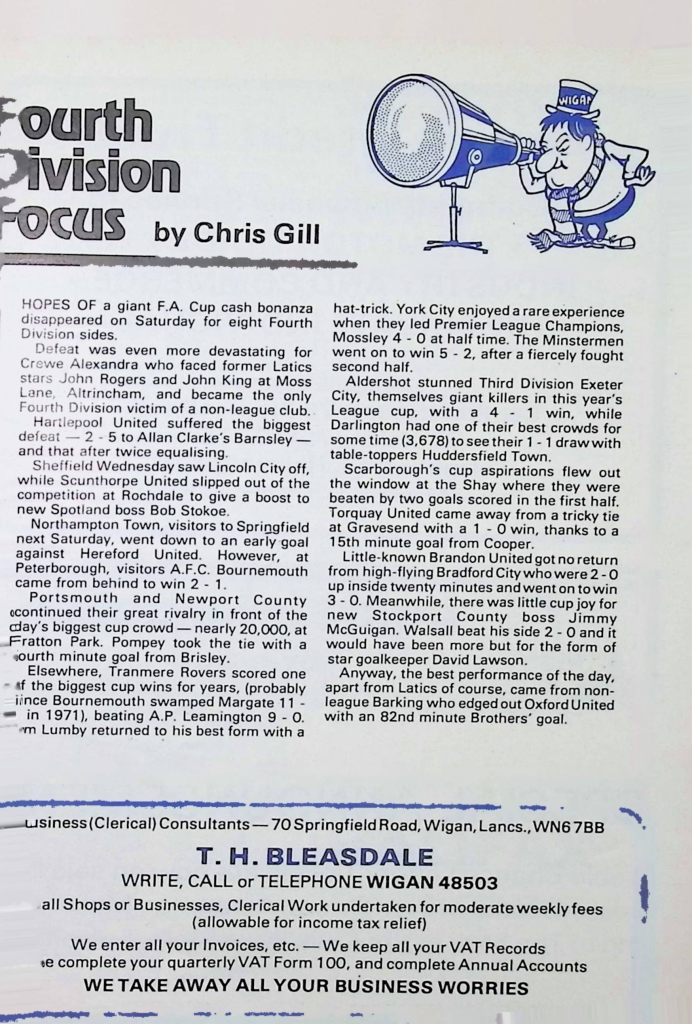 Fourth
Division
Focus by Chris Gill
WIGAN
HOPES OF a giant F.A. Cup cash bonanza
disappeared on Saturday for eight Fourth
Division sides.
Defeat was even more devastating for
Crewe Alexandra who faced former Latics
stars John Rogers and John King at Moss
Lane, Altrincham, and became the only
Fourth Division victim of a non-league club.
Hartlepool United suffered the biggest
defeat — 2 - 5 to Allan Clarke's Barnsley —
and that after twice equalising.
Sheffield Wednesday saw Lincoln City off,
while Scunthorpe United slipped out of the
competition at Rochdale to give a boost to
new Spotland boss Bob Stokoe.
Northampton Town, visitors to Springfield
next Saturday, went down to an early goal
against Hereford United. However, at
Peterborough, visitors A.F.C. Bournemouth
came from behind to win 2 - 1.
Portsmouth and Newport County
continued their great rivalry in front of the
day's biggest cup crowd — nearly 20,000, at
Fratton Park. Pompey took the tie with a
fourth minute goal from Brisley.
Elsewhere, Tranmere Rovers scored one
of the biggest cup wins for years, (probably
since Bournemouth swamped Margate 11 -
in 1971), beating A.P. Leamington 9 - 0.
m Lumby returned to his best form with a
hat-trick. York City enjoyed a rare experience
when they led Premier League Champions,
Mossley 4 - 0 at half time. The Minstermen
went on to win 5 - 2, after a fiercely fought
second half.
Aldershot stunned Third Division Exeter
City, themselves giant killers in this year's
League cup, with a 4 - 1 win, while
Darlington had one of their best crowds for
some time (3,678) to see their 1 - 1 draw with
table-toppers Huddersfield Town.
Scarborough's cup aspirations flew out
the window at the Shay where they were
beaten by two goals scored in the first half.
Torquay United came away from a tricky tie
at Gravesend with a 1 - 0 win, thanks to a
15th minute goal from Cooper.
Little-known Brandon United got no return
from high-flying Bradford City who were 2 - 0
up inside twenty minutes and went on to win
3 - 0. Meanwhile, there was little cup joy for
new Stockport County boss Jimmy
McGuigan. Walsall beat his side 2 - 0 and it
would have been more but for the form of
star goalkeeper David Lawson.
Anyway, the best performance of the day,
apart from Latics of course, came from non-
league Barking who edged out Oxford United
with an 82nd minute Brothers' goal.
usiness (Clerical) Consultants — 70 Springfield Road, Wigan, Lancs., WN6 7BB
T. H. BLEASDALE
WRITE, CALL or TELEPHONE WIGAN 48503
all Shops or Businesses, Clerical Work undertaken for moderate weekly fees
(allowable for income tax relief)
We enter all your Invoices, etc. — We keep all your VAT Records
e complete your quarterly VAT Form 100, and complete Annual Accounts
WE TAKE AWAY ALL YOUR BUSINESS WORRIES